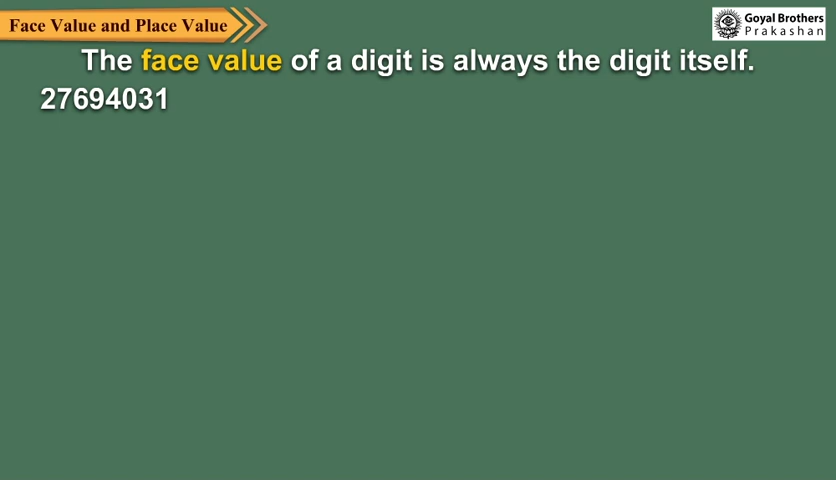 Face Value and Place Value
Goyal Brothers
Prakashan
The face value of a digit is always the digit itself.
27694031